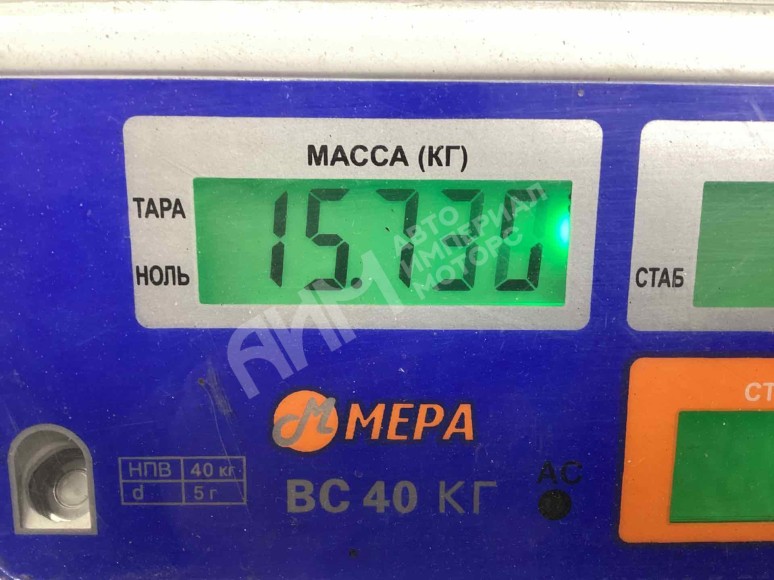 МАССА (КГ)
ТАРА
15.730
НОЛЬ
СТАБ
АИМ АВТО
ИМПЕРИАЛ
МОТОРС
СТ
М МЕРА
НПВ 40 кг
d 5 г
ВС 40 КГ
АС